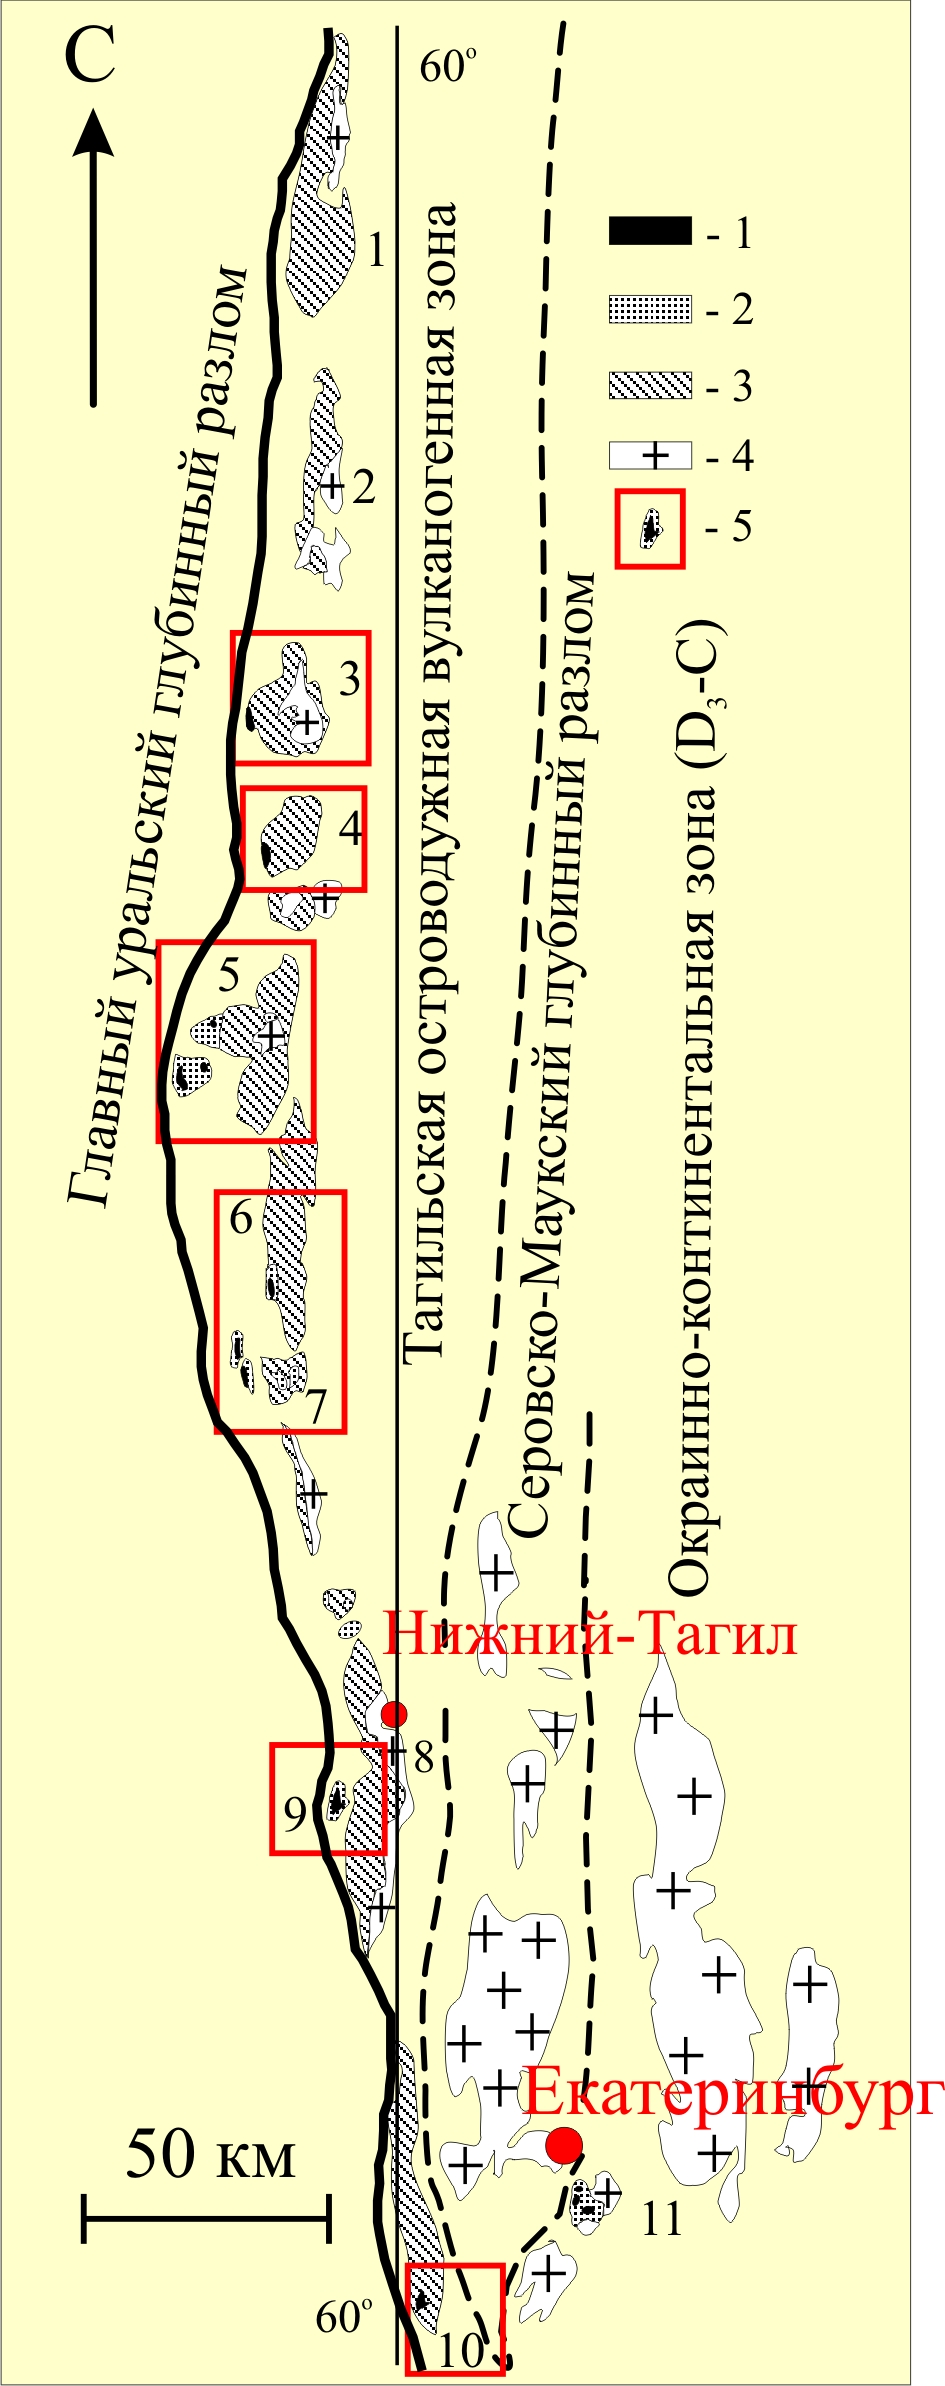 С
60°
Главный уральский глубинный разлом
Тагильская островодужная вулканогенная зона
Серовско-Маукский глубинный разлом
Окраинно-континентальная зона (D3-C)
- 1
- 2
- 3
- 4
- 5
1
2
3
4
5
6
7
Нижний-Тагил
8
9
Екатеринбург
50 км
11
60°
10